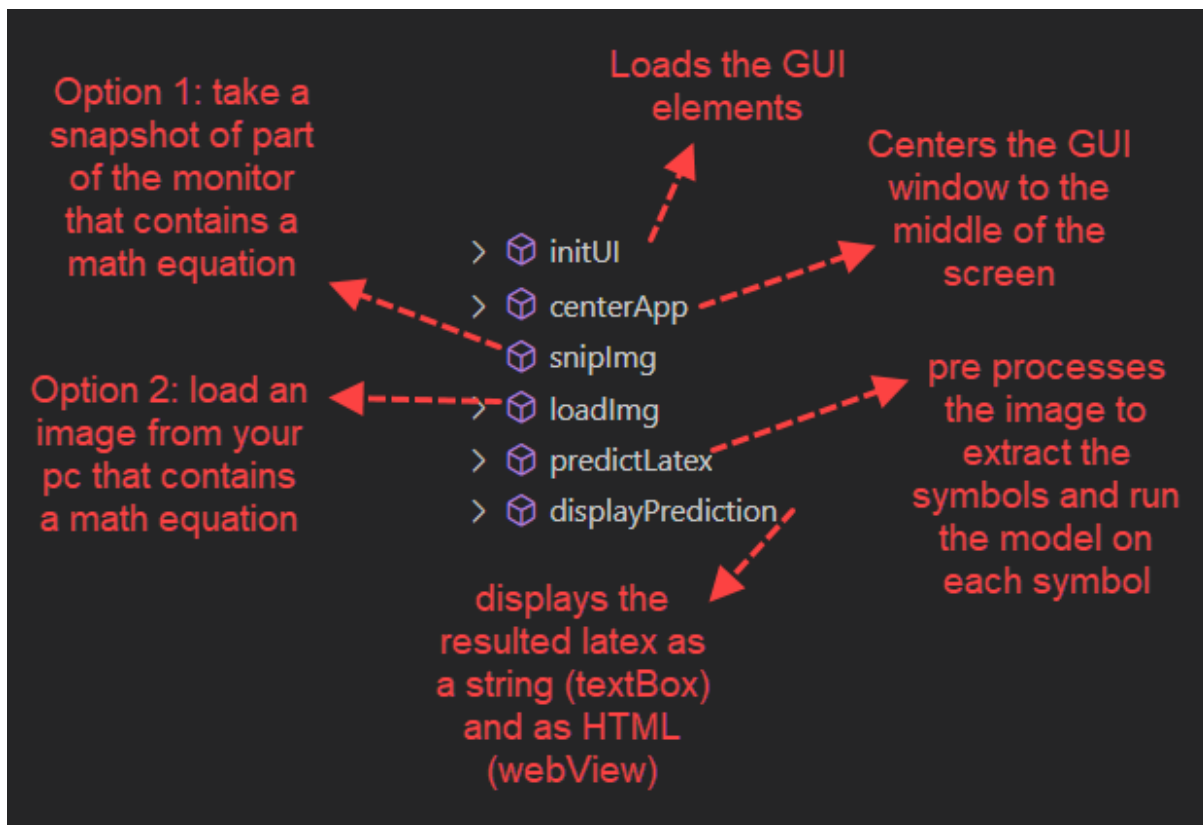 Option 1: take a
snapshot of part
of the monitor
that contains a
math equation
Loads the GUI
elements
Centers the GUI
window to the
middle of the
screen
initUI
centerApp
snipImg
loadImg
predictLatex
displayPrediction
Option 2: load an
image from your
pc that contains
a math equation
pre processes
the image to
extract the
symbols and run
the model on
each symbol
displays the
resulted latex as
a string (textBox)
and as HTML
(webView)